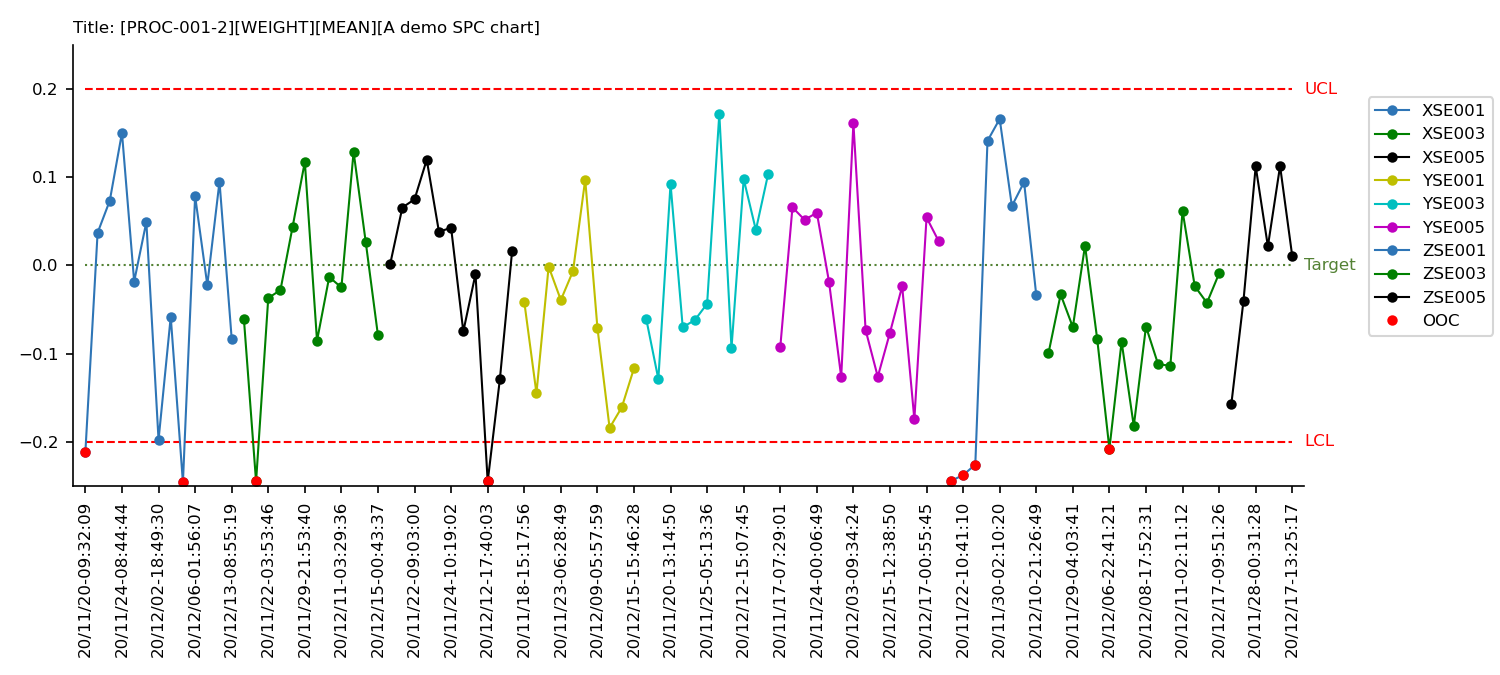 Title: [PROC-001-2][WEIGHT][MEAN][A demo SPC chart]
0.2
0.1
0.0
−0.1
−0.2
UCL
Target
LCL
XSE001
XSE003
XSE005
YSE001
YSE003
YSE005
ZSE001
ZSE003
ZSE005
OOC
20/11/20-09:32:09
20/11/24-08:44:44
20/12/02-18:49:30
20/12/06-01:56:07
20/12/13-08:55:19
20/11/22-03:53:46
20/11/29-21:53:40
20/12/11-03:29:36
20/12/15-00:43:37
20/11/22-09:03:00
20/11/24-10:19:02
20/12/12-17:40:03
20/11/18-15:17:56
20/11/23-06:28:49
20/12/09-05:57:59
20/12/15-15:46:28
20/11/20-13:14:50
20/11/25-05:13:36
20/12/12-15:07:45
20/11/17-07:29:01
20/11/24-00:06:49
20/12/03-09:34:24
20/12/15-12:38:50
20/12/17-00:55:45
20/11/22-10:41:10
20/11/30-02:10:20
20/12/10-21:26:49
20/11/29-04:03:41
20/12/06-22:41:21
20/12/08-17:52:31
20/12/11-02:11:12
20/12/17-09:51:26
20/11/28-00:31:28
20/12/17-13:25:17